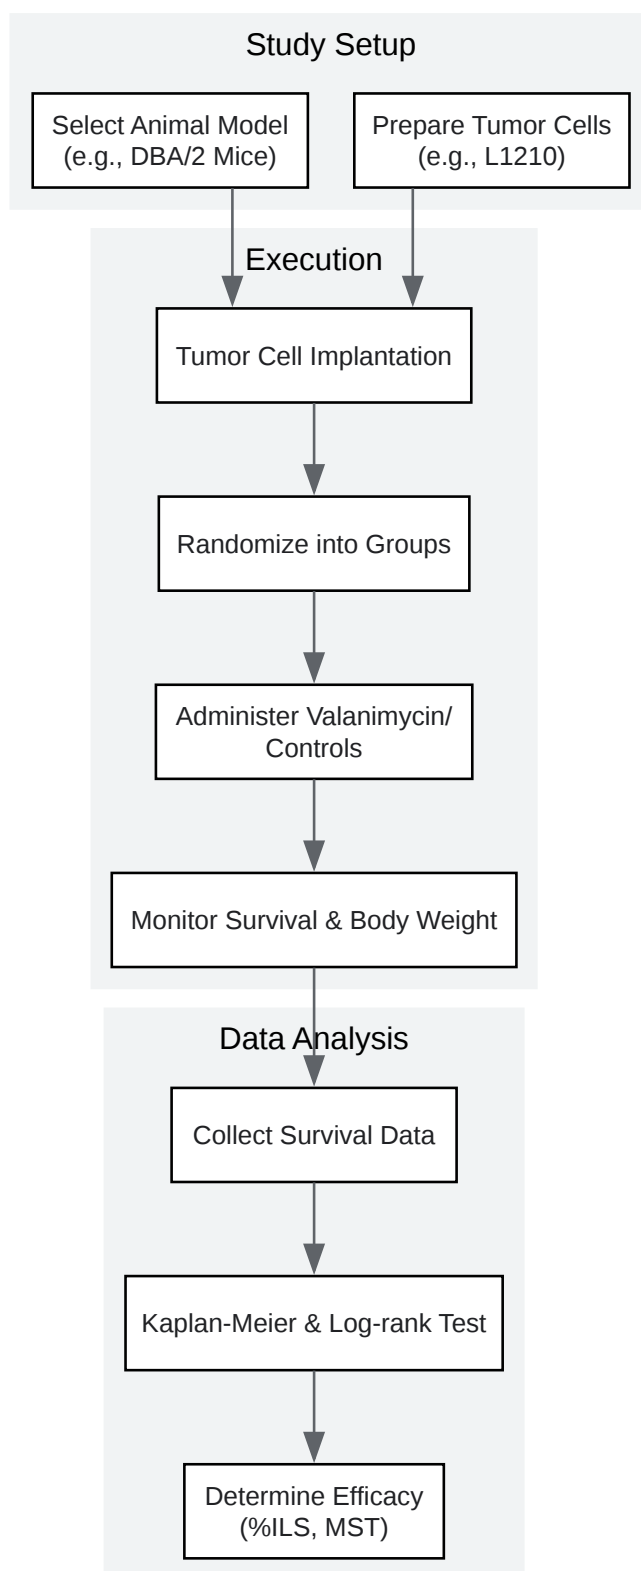 Study Setup
Select Animal Model
(e.g., DBA/2 Mice)
Prepare Tumor Cells
(e.g., L1210)
Execution
Tumor Cell Implantation
Randomize into Groups
Administer Valanimycin/
Controls
Monitor Survival & Body Weight
Data Analysis
Collect Survival Data
Kaplan-Meier & Log-rank Test
Determine Efficacy
(%ILS, MST)